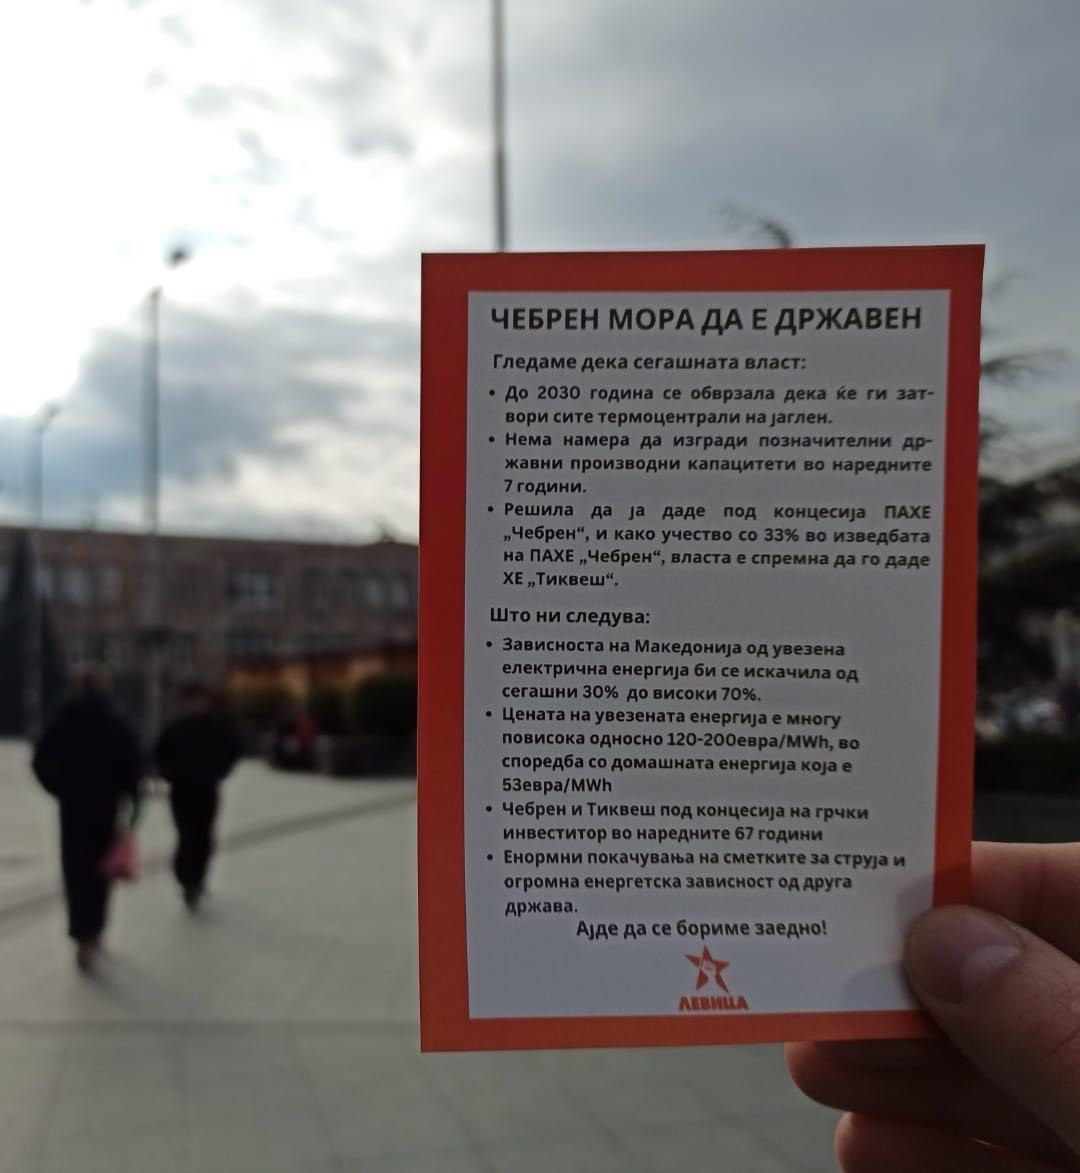 ЧЕБРЕН МОРА ДА Е ДРЖАВЕН
Гледаме дека сегашната власт:
• До 2030 година се обврзала дека ќе ги зат-
вори сите термоцентрали на јаглен.
• Нема намера да изгради позначителни др-
жавни производни капацитети во наредните
7 години.
• Решила да ја даде под концесија ПАХЕ
„Чебрен“, и како учество со 33% во изведбата
на ПАХЕ „Чебрен“, власта е спремна да го даде
ХЕ „Тиквеш“.
Што ни следува:
• Зависноста на Македонија од увезена
електрична енергија би се искачила од
сегашни 30% до високи 70%.
• Цената на увезената енергија е многу
повисока односно 120-200евра/MWh, во
споредба со домашната енергија која е
53евра/MWh
• Чебрен и Тиквеш под концесија на грчки
инвеститор во наредните 67 години
• Енормни покачувања на сметките за струја и
огромна енергетска зависност од друга
држава.
Ајде да се бориме заедно!
ЛЕВИЦА